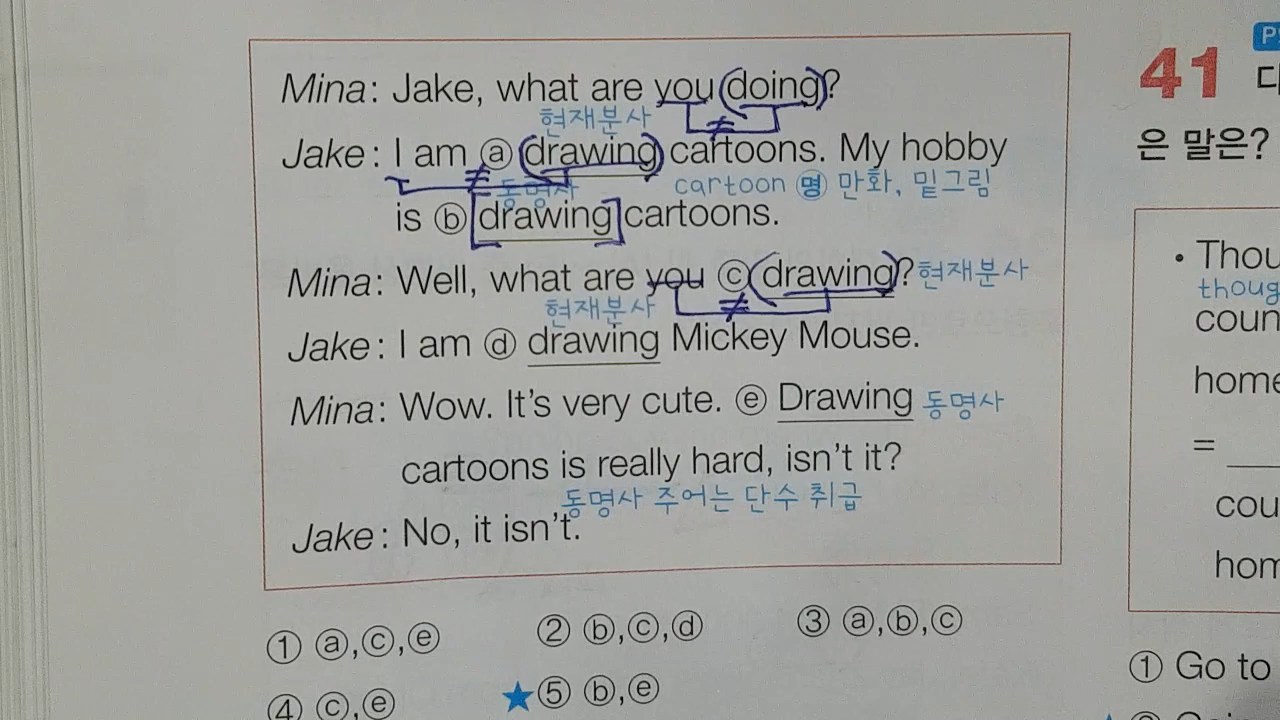 Mina: Jake, what are you doing?
현재분사
Jake: I am ⓐ drawing cartoons. My hobby
동명사 cartoon 명 만화, 밑그림
is ⓑ drawing cartoons.
Mina: Well, what are you ⓒ drawing? 현재분사
현재분사
Jake: I am ⓓ drawing Mickey Mouse.
Mina: Wow. It's very cute. ⓔ Drawing 동명사
cartoons is really hard, isn't it?
동명사 주어는 단수 취급
Jake: No, it isn't.
① ⓐ,ⓒ,ⓔ ② ⓑ,ⓒ,ⓓ ③ ⓐ,ⓑ,ⓒ
④ ⓒ,ⓔ ★⑤ ⓑ,ⓔ
41
은 말은?
• Thou
thoug
coun
home
=
cou
hom
① Go to